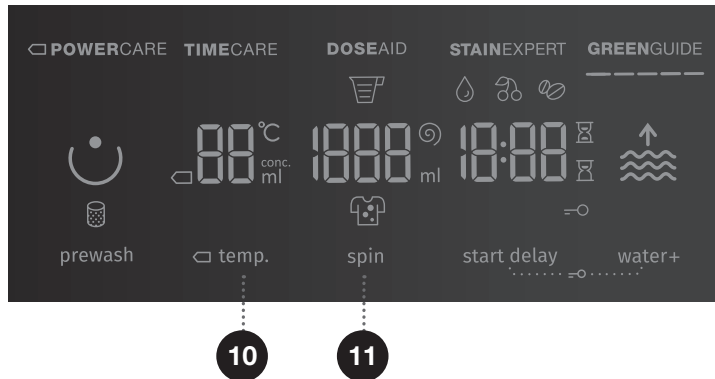 POWERCARE TIMECARE DOSEAID STAINEXPERT GREENGUIDE
88 °C 1888 18:88
conc.
ml ml
prewash temp. spin start delay water+
10 11